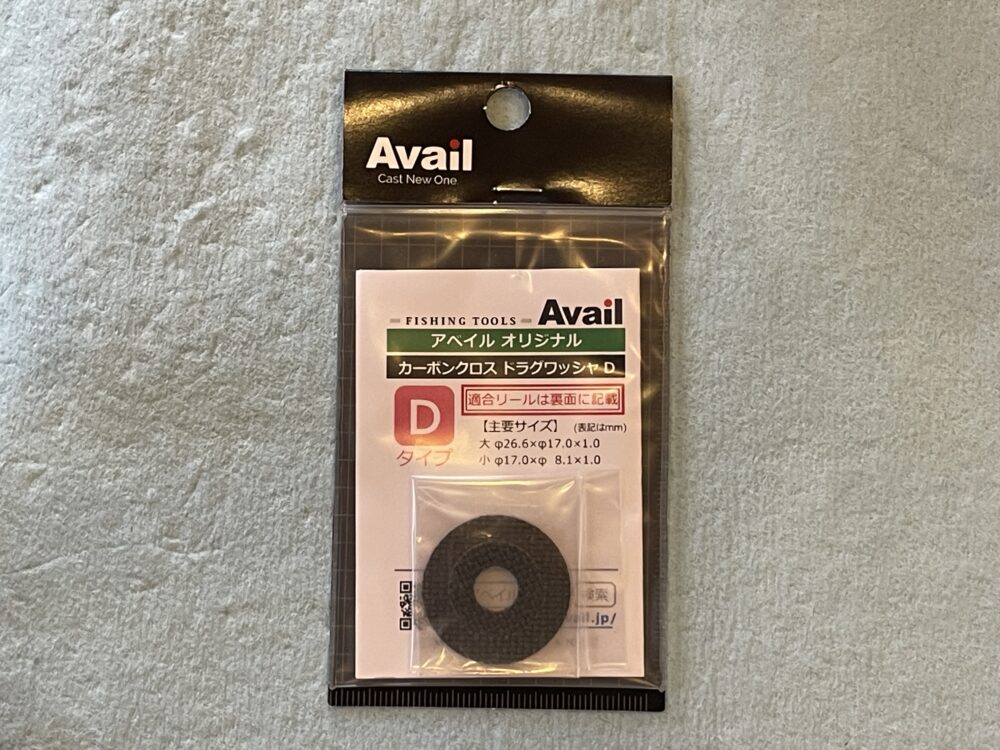 Avail
Cast New One
FISHING TOOLS Avail
アベイル オリジナル
カーボンクロス ドラグワッシャ D
D
タイプ
適合リールは裏面に記載
【主要サイズ】 (表記はmm)
大 φ26.6×φ17.0×1.0
小 φ17.0×φ 8.1×1.0
検索
.jp/